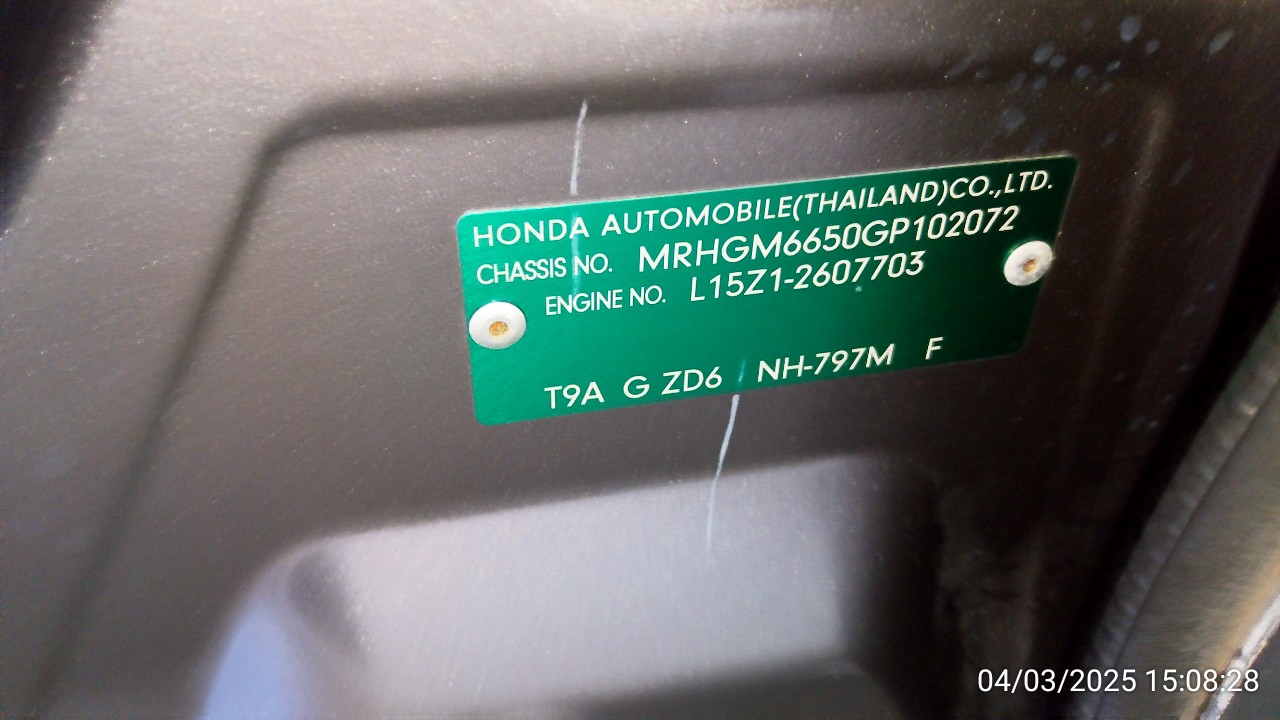 HONDA AUTOMOBILE(THAILAND)CO.,LTD.
CHASSIS NO. MRHGM6650GP102072
ENGINE NO. L15Z1-2607703
T9A G ZD6 NH-797M F
04/03/2025 15:08:28